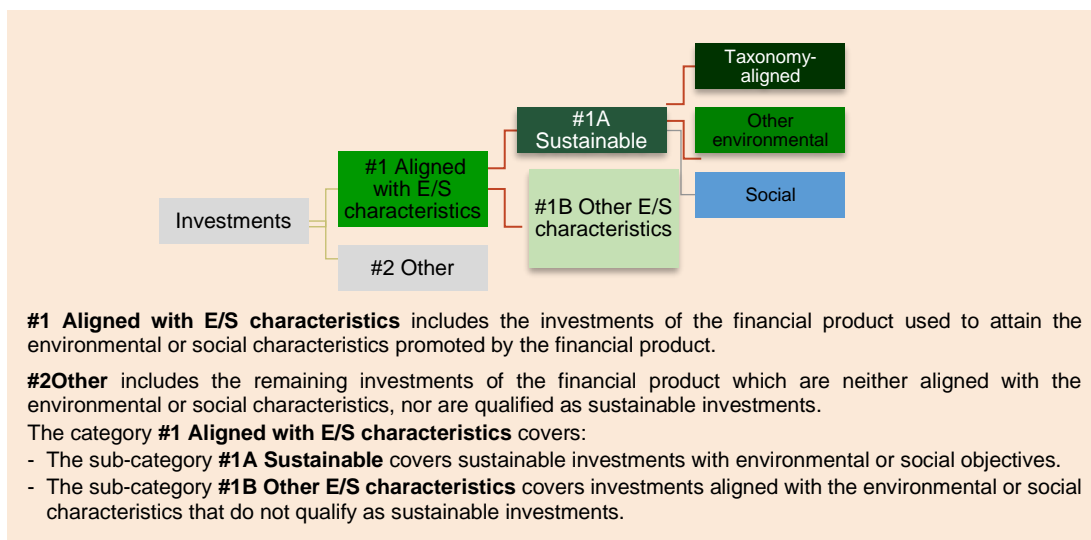 Taxonomy-
aligned
#1A
Sustainable
Other
environmental
#1 Aligned
with E/S
characteristics
Social
#1B Other E/S
characteristics
Investments
#2 Other
#1 Aligned with E/S characteristics includes the investments of the financial product used to attain the
environmental or social characteristics promoted by the financial product.
#2Other includes the remaining investments of the financial product which are neither aligned with the
environmental or social characteristics, nor are qualified as sustainable investments.
The category #1 Aligned with E/S characteristics covers:
- The sub-category #1A Sustainable covers sustainable investments with environmental or social objectives.
- The sub-category #1B Other E/S characteristics covers investments aligned with the environmental or social
characteristics that do not qualify as sustainable investments.